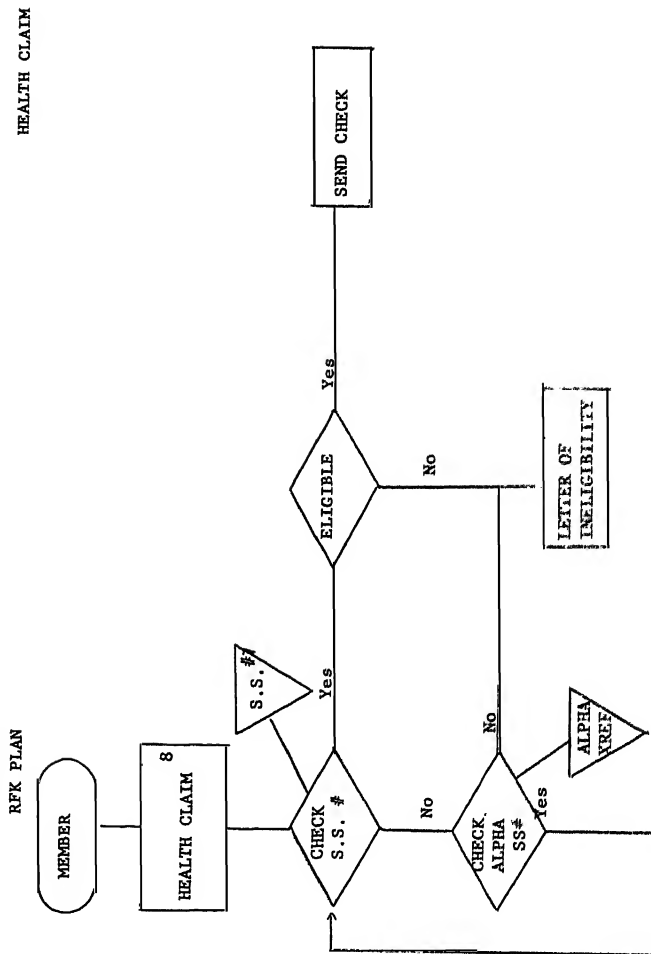 HEALTH CLAIM
RFK PLAN
MEMBER
8
HEALTH CLAIM
S.S. #7
CHECK
S.S. #
Yes
ELIGIBLE
Yes
SEND CHECK
No
No
CHECK.
ALPHA
SS#
No
Yes
ALPHA
XREF
LETTER OF
INELIGIBILITY